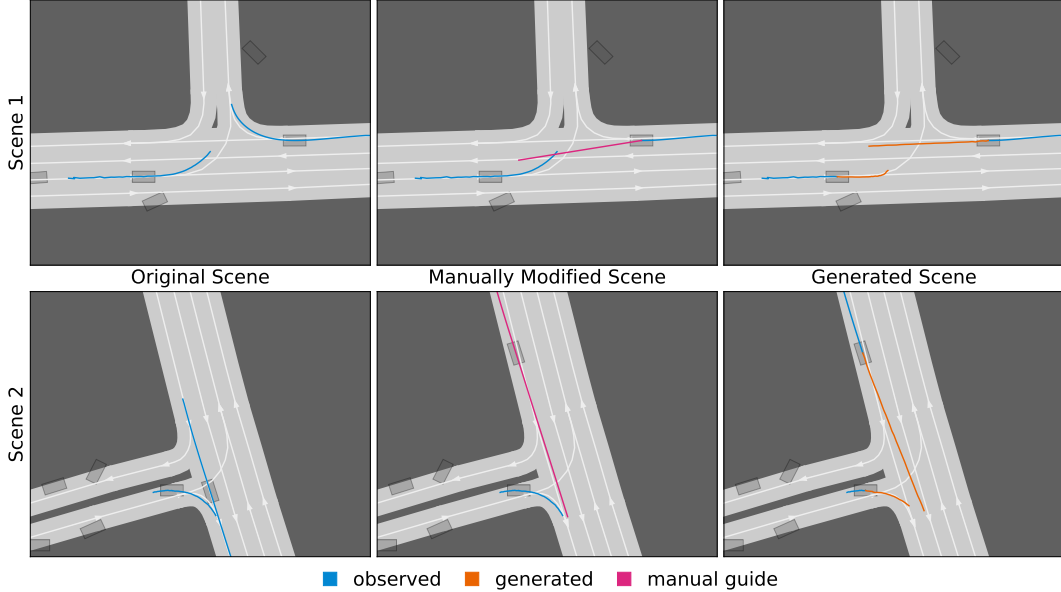 Scene 1
Original Scene
Manually Modified Scene
Generated Scene
Scene 2
observed
generated
manual guide